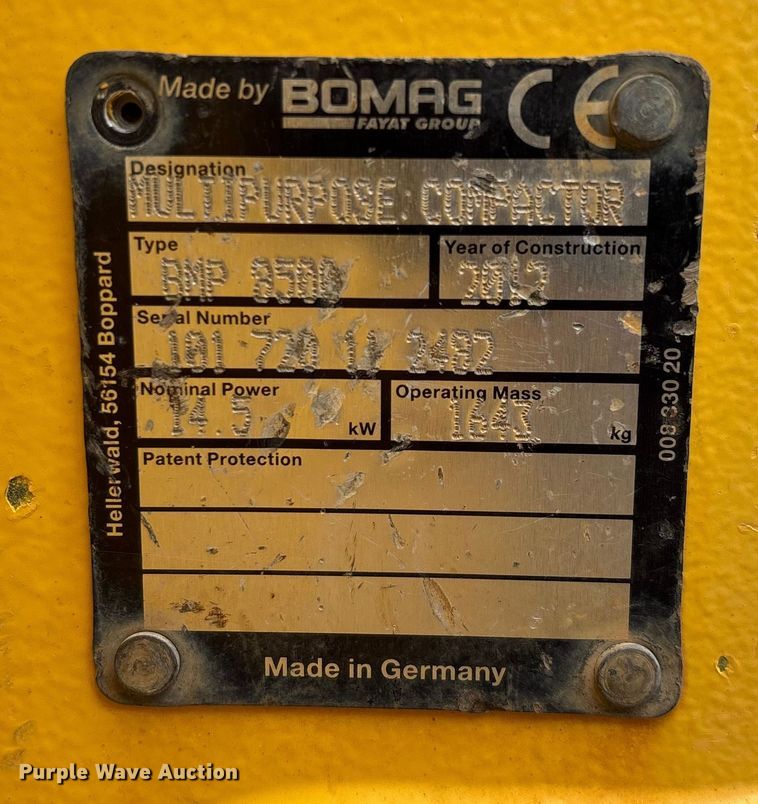 Made by BOMAG CE
FAYAT GROUP
Designation
MULTIPURPOSE COMPACTOR
Type
BMP 8500
Year of Construction
2012
Serial Number
101 720 11
Nominal Power
14.5 kW
Operating Mass
1643 kg
Patent Protection
Hellerwald, 56154 Boppard
008 830 20
Made in Germany
Purple Wave Auction